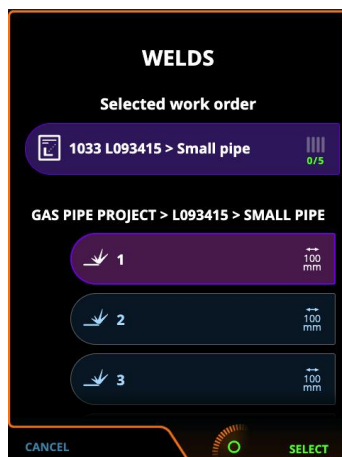 WELDS
Selected work order
1033 L093415 > Small pipe
0/5
GAS PIPE PROJECT > L093415 > SMALL PIPE
1
100
mm
2
100
mm
3
100
mm
CANCEL
SELECT